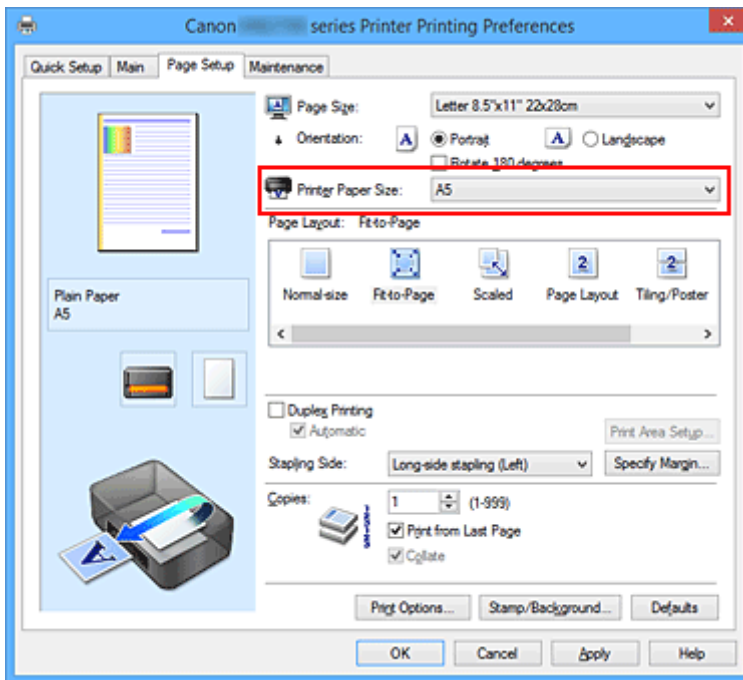 Canon series Printer Printing Preferences
Quick Setup Main Page Setup Maintenance
Page Size: Letter 8.5"x11" 22x28cm
Orientation: A Portrait A Landscape
Rotate 180 degrees
Printer Paper Size: A5
Page Layout: Fit-to-Page
Normal-size Fit-to-Page Scaled Page Layout Tiling/Poster
Plain Paper
A5
Duplex Printing
Automatic
Print Area Setup...
Stapling Side: Long-side stapling (Left) Specify Margin...
Copies: 1 (1-999)
Print from Last Page
Collate
Print Options... Stamp/Background... Defaults
OK Cancel Apply Help